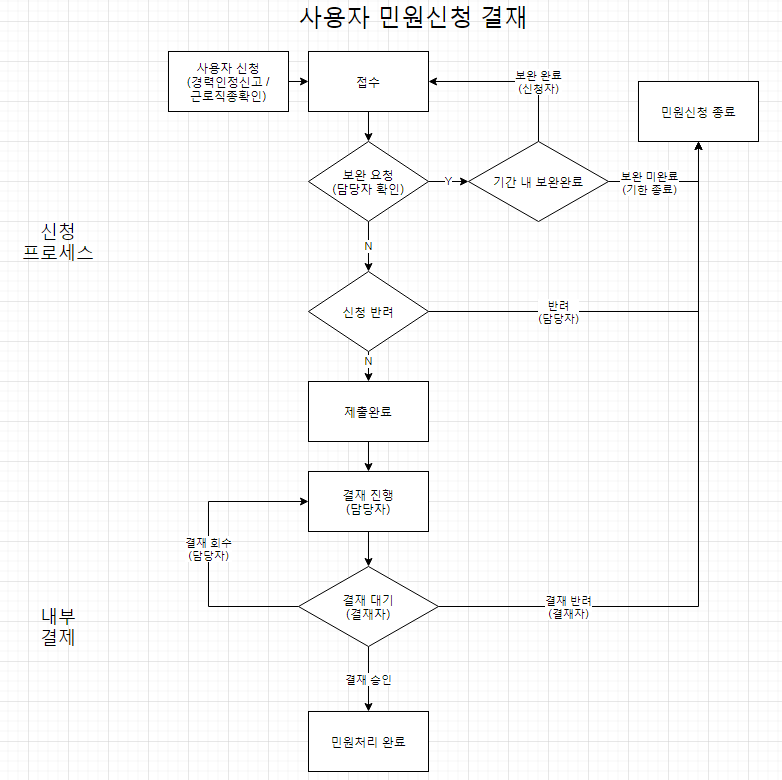 사용자 민원신청 결재
사용자 신청
(경력인정신고 /
근로직종확인)
접수
보완 완료
(신청자)
민원신청 종료
보완 요청
(담당자 확인)
Y
기간 내 보완완료
보완 미완료
(기한 종료)
신청
프로세스
N
신청 반려
반려
(담당자)
N
제출완료
결재 진행
(담당자)
결재 회수
(담당자)
내부
결제
결재 대기
(결재자)
결재 반려
(결재자)
결재 승인
민원처리 완료